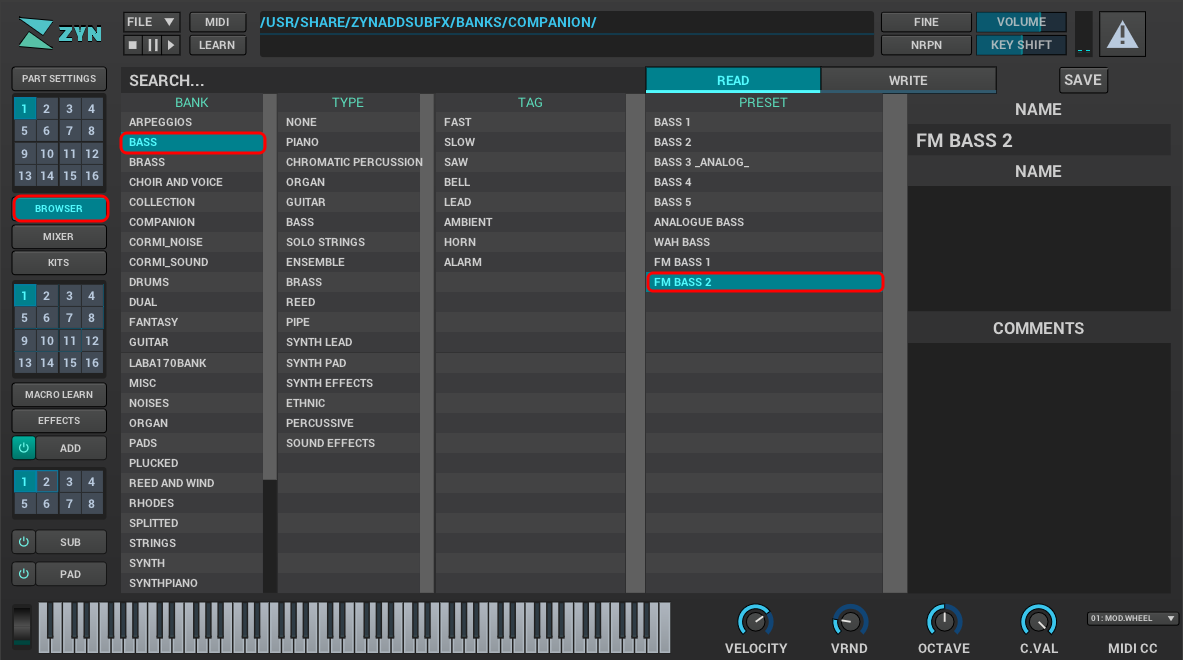 ZYN
FILE ▼
MIDI
LEARN
/USR/SHARE/ZYNADDSUBFX/BANKS/COMPANION/
FINE
VOLUME
NRPN
KEY SHIFT
PART SETTINGS
1 2 3 4
5 6 7 8
9 10 11 12
13 14 15 16
BROWSER
MIXER
KITS
1 2 3 4
5 6 7 8
9 10 11 12
13 14 15 16
MACRO LEARN
EFFECTS
ADD
1 2 3 4
5 6 7 8
SUB
PAD
SEARCH...
READ
WRITE
SAVE
BANK
ARPEGGIOS
BASS
BRASS
CHOIR AND VOICE
COLLECTION
COMPANION
CORMI_NOISE
CORMI_SOUND
DRUMS
DUAL
FANTASY
GUITAR
LABA170BANK
MISC
NOISES
ORGAN
PADS
PLUCKED
REED AND WIND
RHODES
SPLITTED
STRINGS
SYNTH
SYNTHPIANO
TYPE
NONE
PIANO
CHROMATIC PERCUSSION
ORGAN
GUITAR
BASS
SOLO STRINGS
ENSEMBLE
BRASS
REED
PIPE
SYNTH LEAD
SYNTH PAD
SYNTH EFFECTS
ETHNIC
PERCUSSIVE
SOUND EFFECTS
TAG
FAST
SLOW
SAW
BELL
LEAD
AMBIENT
HORN
ALARM
PRESET
BASS 1
BASS 2
BASS 3 _ANALOG_
BASS 4
BASS 5
ANALOGUE BASS
WAH BASS
FM BASS 1
FM BASS 2
NAME
FM BASS 2
NAME
COMMENTS
VELOCITY
VRND
OCTAVE
C.VAL
01: MOD.WHEEL ▼
MIDI CC